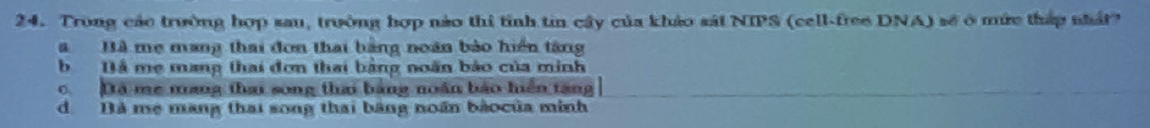 24. Trong các trường hợp sau, trường hợp nào thì tính tin cậy của khảo sát NIPS (cell-free DNA) sẽ ở mức thấp nhất?
a. Bà mẹ mang thai đơn thai bằng noãn bào hiến tặng
b. Bà mẹ mang thai đơn thai bằng noãn bào của mình
c. Bà mẹ mang thai song thai bằng noãn bào hiến tặng
d. Bà mẹ mang thai song thai bằng noãn bàocủa mình